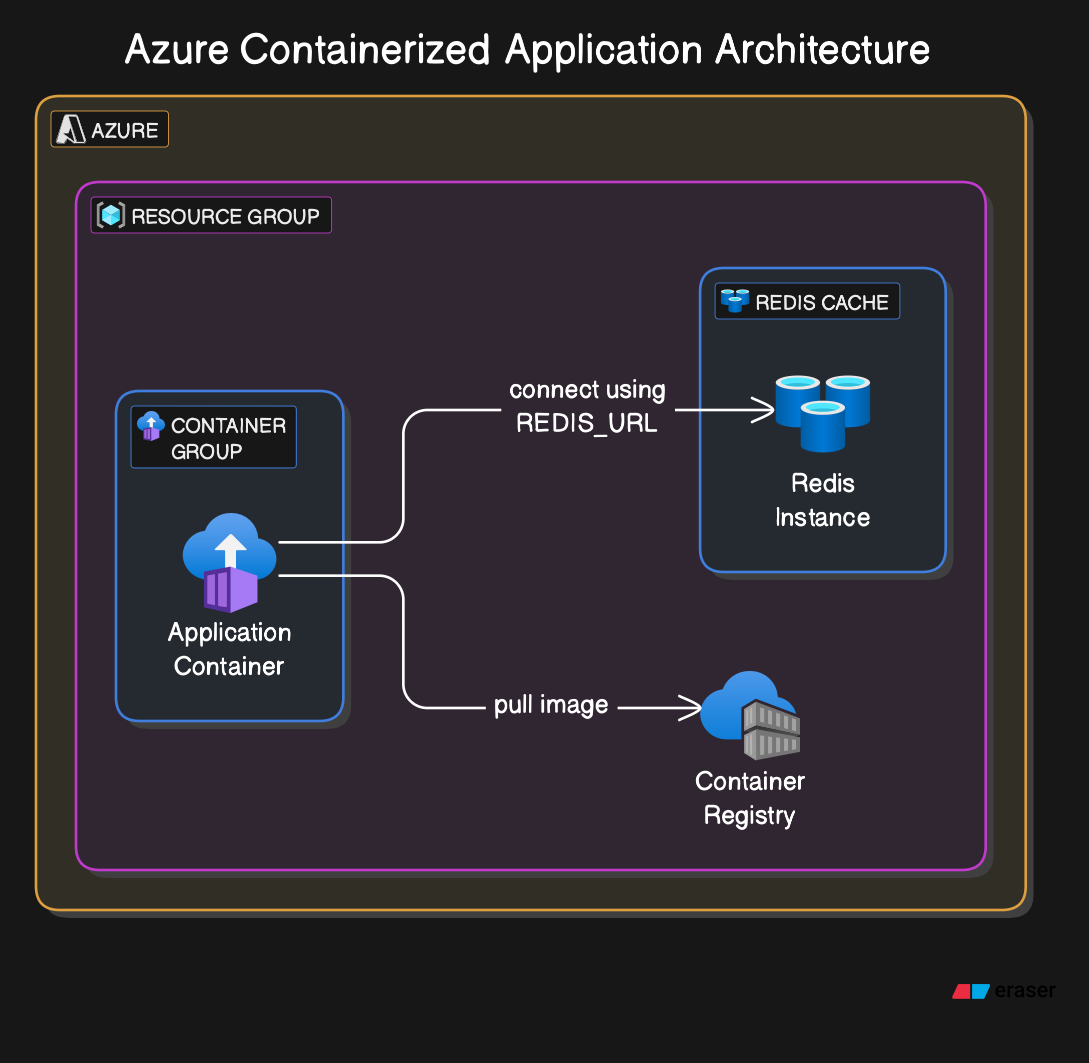 Azure Containerized Application Architecture
AZURE
RESOURCE GROUP
REDIS CACHE
connect using
REDIS_URL
CONTAINER
GROUP
Redis
Instance
Application
Container
pull image
Container
Registry
eraser